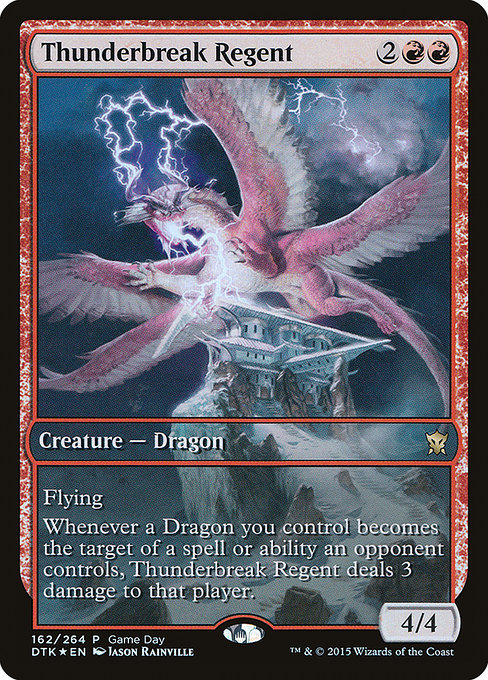 Thunderbreak Regent 2
Creature — Dragon
Flying
Whenever a Dragon you control becomes
the target of a spell or ability an opponent
controls, Thunderbreak Regent deals 3
damage to that player.
4/4
162/264 P Game Day
DTK ★ EN Jason Rainville
™ & © 2015 Wizards of the Coast